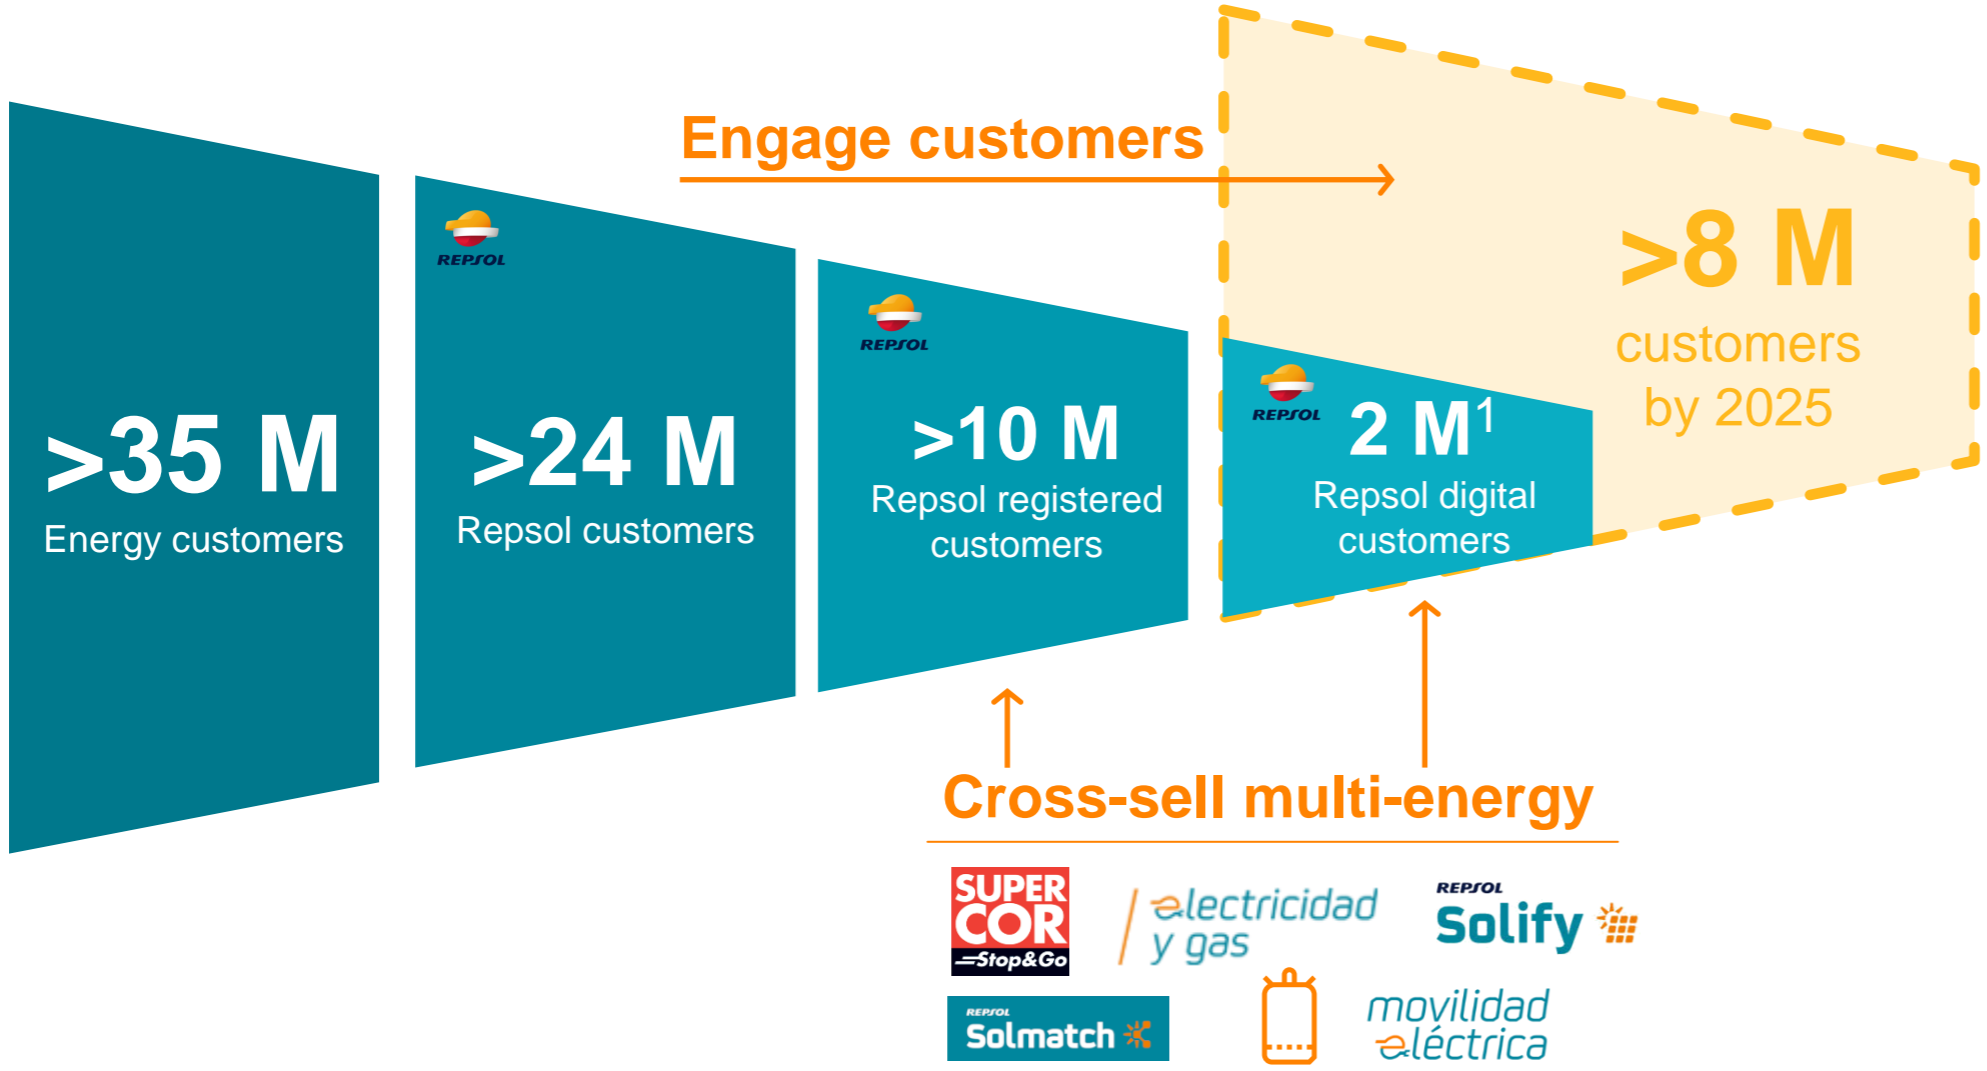 Engage customers
>35 M
Energy customers
REPSOL
>24 M
Repsol customers
REPSOL
>10 M
Repsol registered
customers
REPSOL
2 M1
Repsol digital
customers
>8 M
customers
by 2025
Cross-sell multi-energy
SUPER
COR
Stop&Go
electricidad
y gas
REPSOL
Solify
REPSOL
Solmatch
movilidad
eléctrica